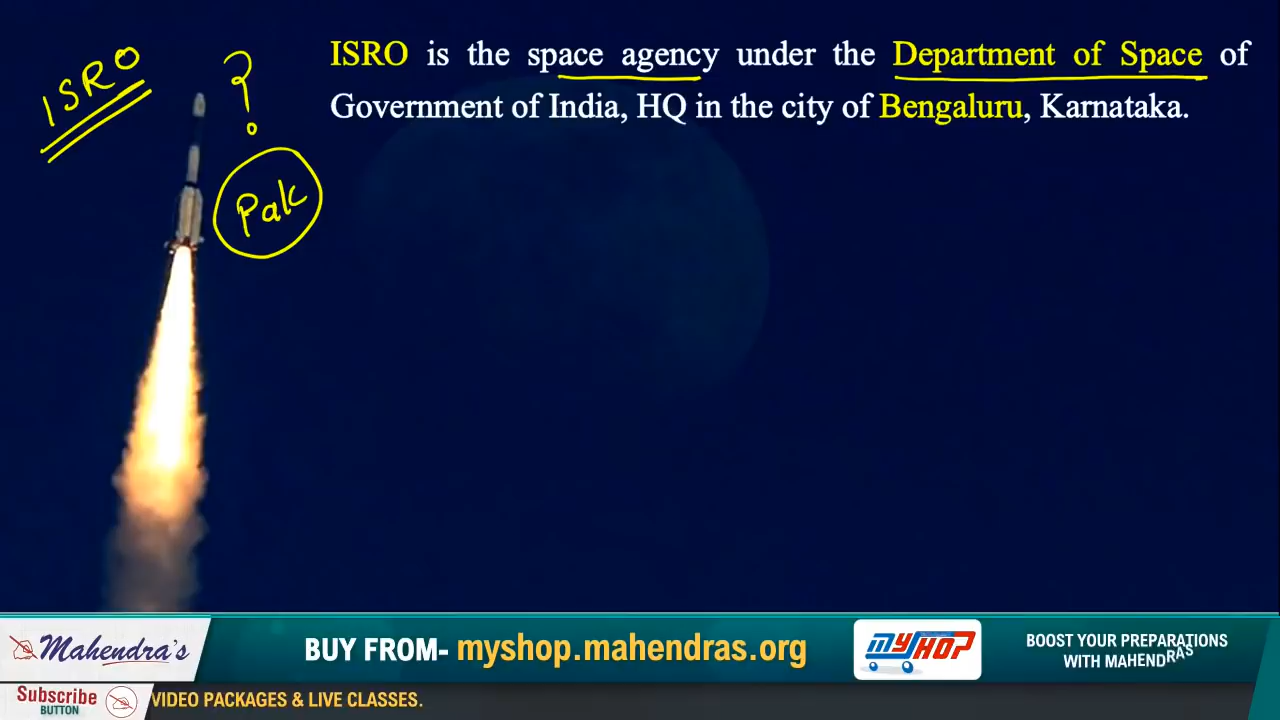 ISRO
?
Pak
ISRO is the space agency under the Department of Space of
Government of India, HQ in the city of Bengaluru, Karnataka.
Mahendra's
BUY FROM- myshop.mahendras.org
MYSHOP
BOOST YOUR PREPARATIONS
WITH MAHENDRAS
Subscribe
BUTTON
VIDEO PACKAGES & LIVE CLASSES.